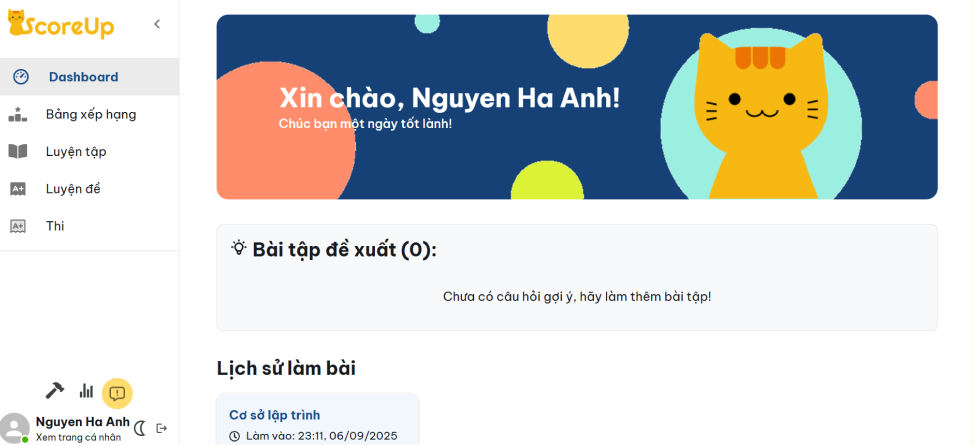 ScoreUp
Dashboard
Bảng xếp hạng
Luyện tập
Luyện đề
Thi
Nguyen Ha Anh
Xem trang cá nhân
Xin chào, Nguyen Ha Anh!
Chúc bạn một ngày tốt lành!
Bài tập đề xuất (0):
Chưa có câu hỏi gợi ý, hãy làm thêm bài tập!
Lịch sử làm bài
Cơ sở lập trình
Làm vào: 23:11, 06/09/2025